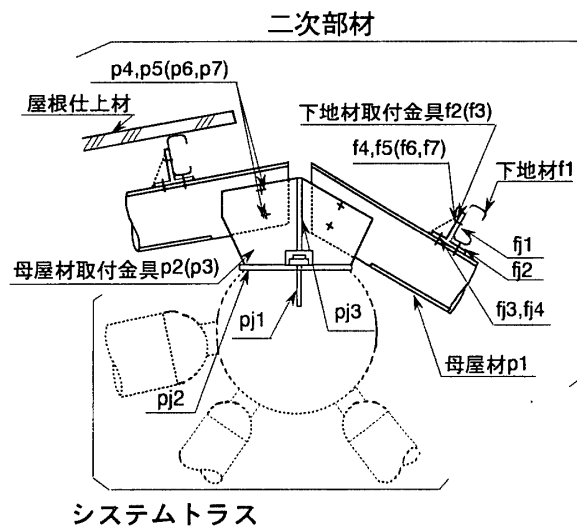 二次部材
p4,p5(p6,p7)
屋根仕上材
下地材取付金具f2(f3)
f4,f5(f6,f7)
下地材f1
fj1
fj2
母屋材取付金具p2(p3)
fj3,fj4
pj1
pj3
母屋材p1
pj2
システムトラス